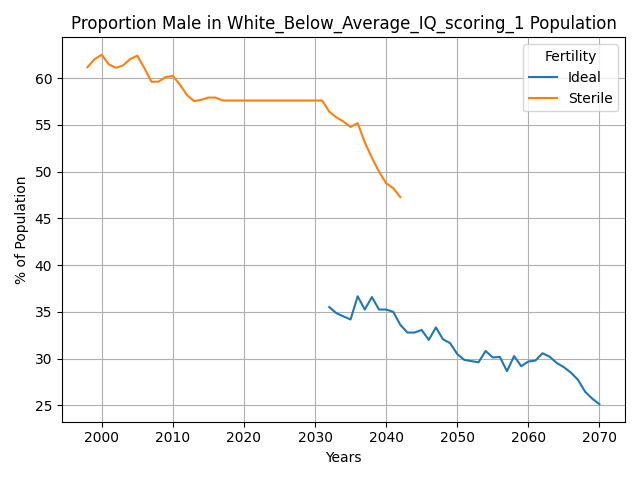 Proportion Male in White_Below_Average_IQ_scoring_1 Population
% of Population
60
55
50
45
40
35
30
25
Fertility
Ideal
Sterile
2000 2010 2020 2030 2040 2050 2060 2070
Years